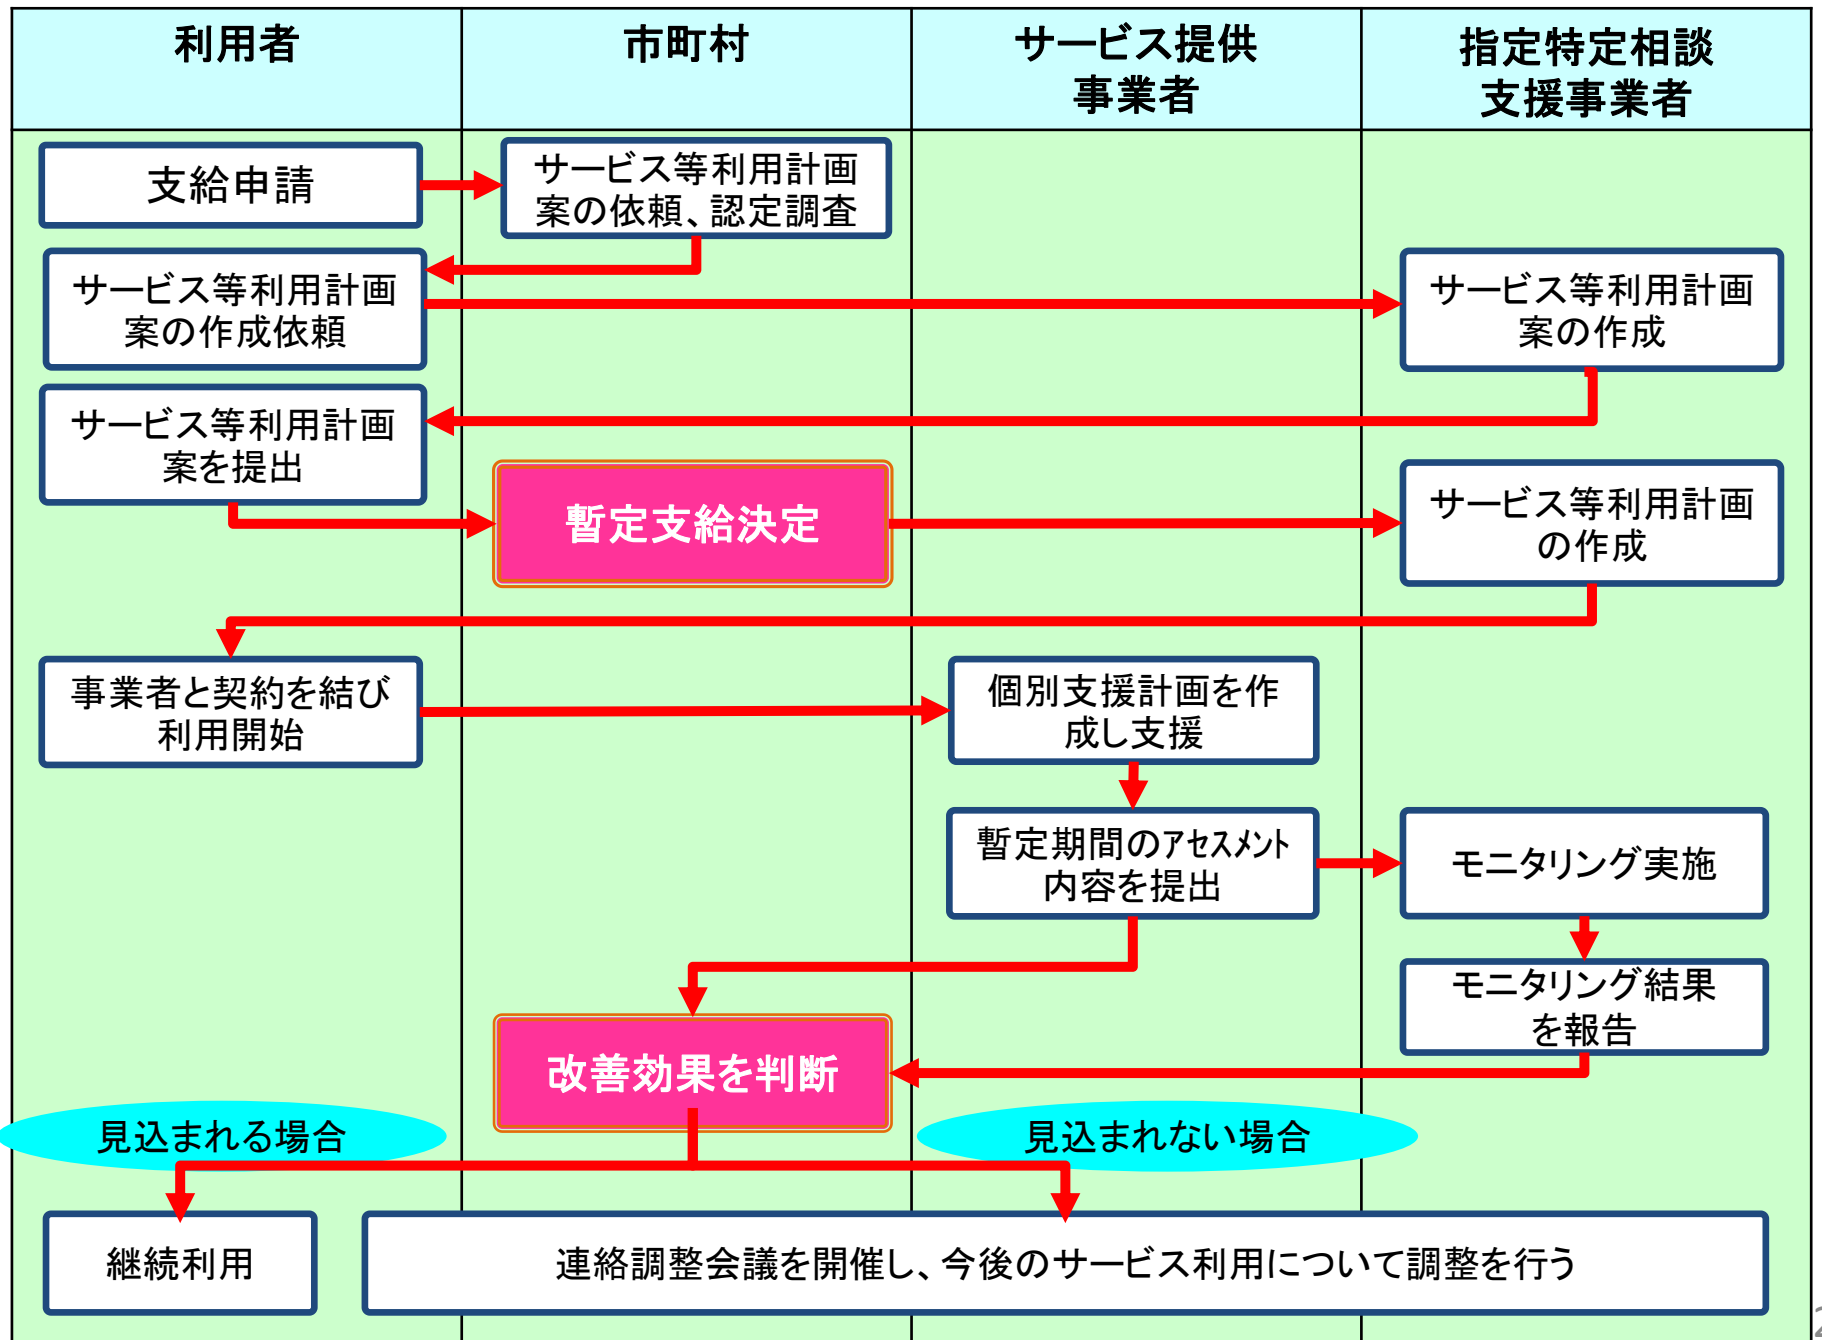 利用者
市町村
サービス提供
事業者
指定特定相談
支援事業者
支給申請
サービス等利用計画
案の依頼、認定調査
サービス等利用計画
案の作成依頼
サービス等利用計画
案の作成
サービス等利用計画
案を提出
暫定支給決定
サービス等利用計画
の作成
事業者と契約を結び
利用開始
個別支援計画を作
成し支援
暫定期間のｱｾｽﾒﾝﾄ
内容を提出
モニタリング実施
モニタリング結果
を報告
改善効果を判断
見込まれる場合
見込まれない場合
継続利用
連絡調整会議を開催し、今後のサービス利用について調整を行う